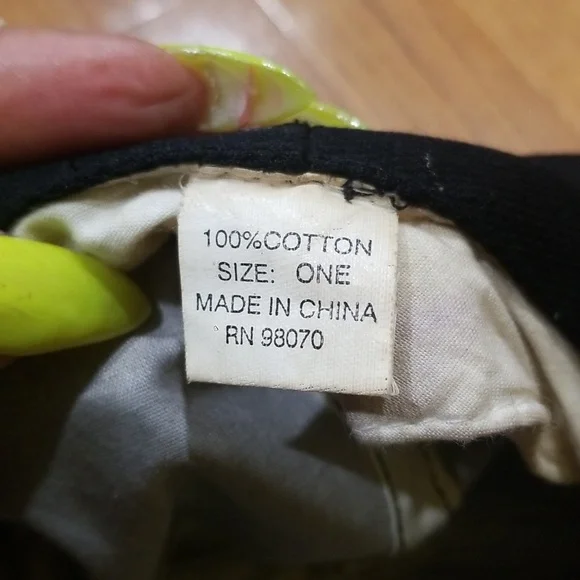 100%COTTON
SIZE: ONE
MADE IN CHINA
RN 98070